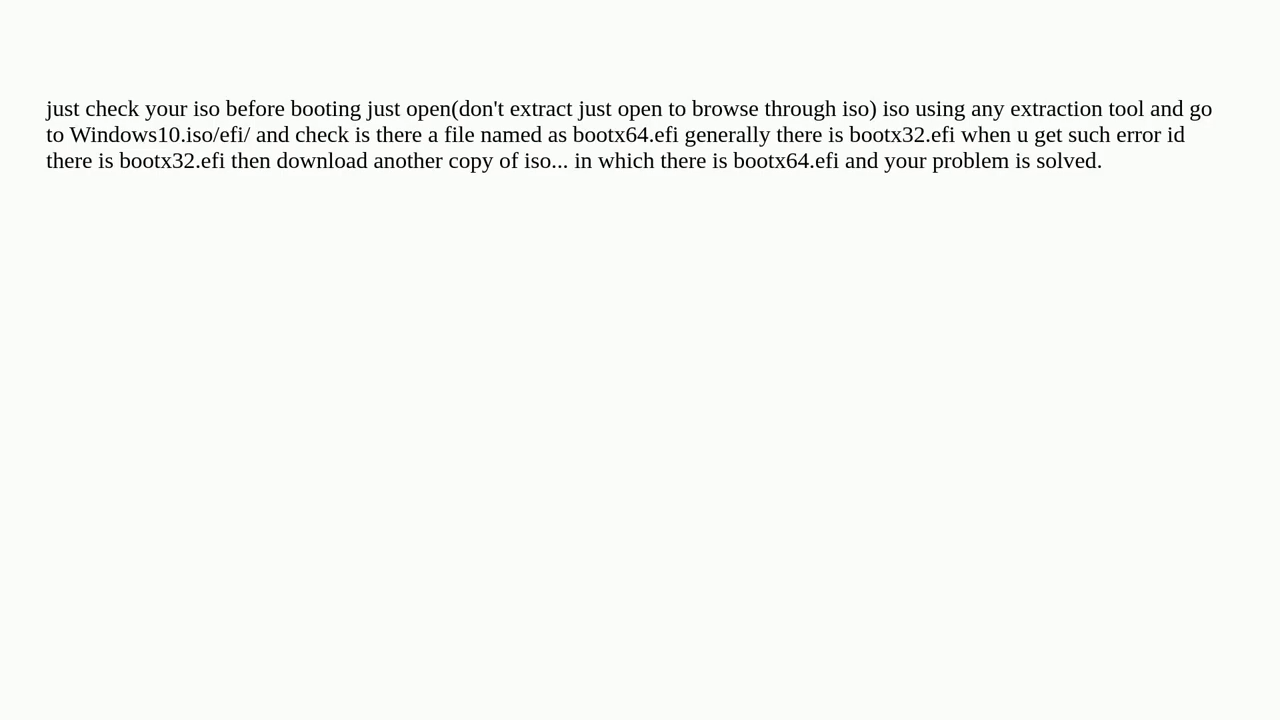 just check your iso before booting just open(don't extract just open to browse through iso) iso using any extraction tool and go
to Windows10.iso/efi/ and check is there a file named as bootx64.efi generally there is bootx32.efi when u get such error id
there is bootx32.efi then download another copy of iso... in which there is bootx64.efi and your problem is solved.